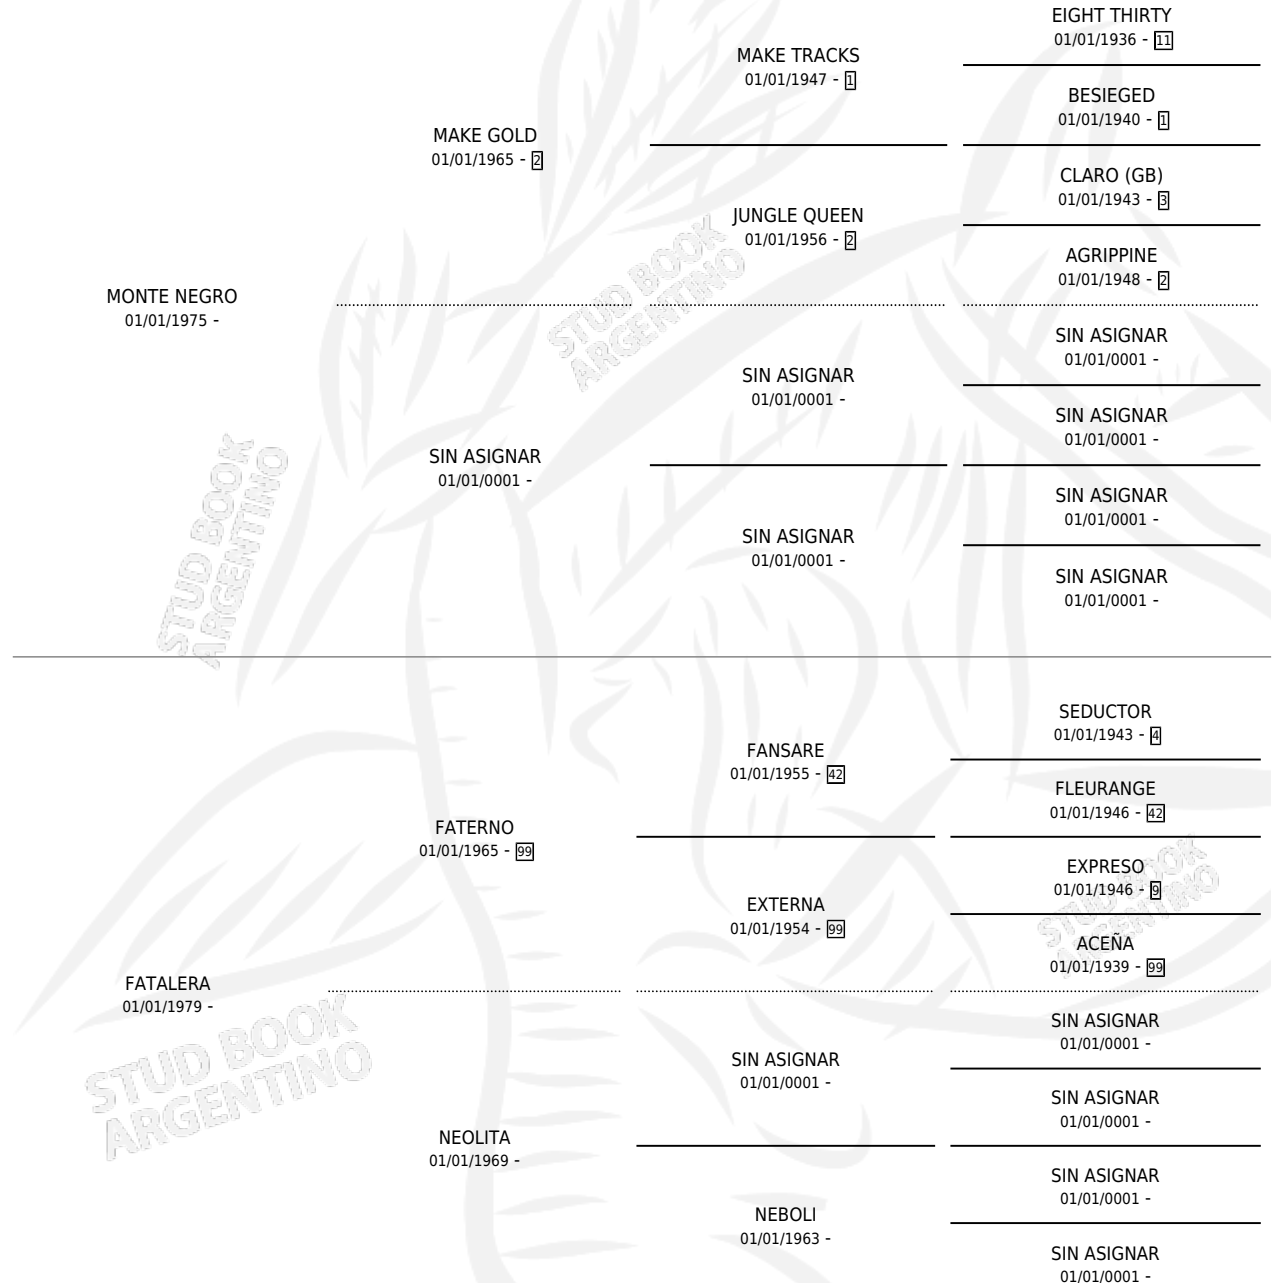 EIGHT THIRTY
01/01/1936 - 11
MAKE TRACKS
01/01/1947 - 1
BESIEGED
01/01/1940 - 1
MAKE GOLD
01/01/1965 - 2
CLARO (GB)
01/01/1943 - 3
JUNGLE QUEEN
01/01/1956 - 2
AGRIPPINE
01/01/1948 - 2
MONTE NEGRO
01/01/1975 -
SIN ASIGNAR
01/01/0001 -
SIN ASIGNAR
01/01/0001 -
SIN ASIGNAR
01/01/0001 -
SIN ASIGNAR
01/01/0001 -
SIN ASIGNAR
01/01/0001 -
SIN ASIGNAR
01/01/0001 -
SIN ASIGNAR
01/01/0001 -
STUD BOOK
ARGENTINO
STUD BOOK
ARGENTINO
SEDUCTOR
01/01/1943 - 4
FANSARE
01/01/1955 - 42
FLEURANGE
01/01/1946 - 42
FATERNO
01/01/1965 - 99
EXPRESO
01/01/1946 - 9
EXTERNA
01/01/1954 - 99
ACEÑA
01/01/1939 - 99
FATALERA
01/01/1979 -
SIN ASIGNAR
01/01/0001 -
SIN ASIGNAR
01/01/0001 -
SIN ASIGNAR
01/01/0001 -
NEOLITA
01/01/1969 -
SIN ASIGNAR
01/01/0001 -
NEBOLI
01/01/1963 -
SIN ASIGNAR
01/01/0001 -
STUD BOOK
ARGENTINO
STUD BOOK
ARGENTINO